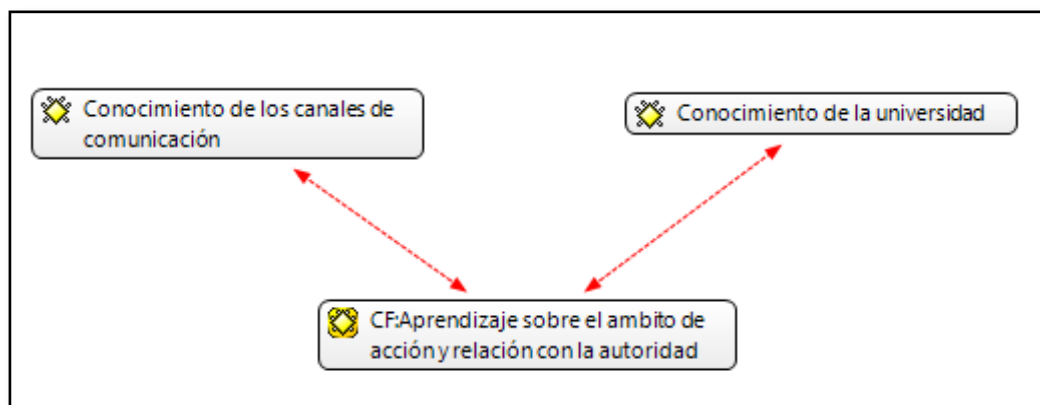 Conocimiento de los canales de
comunicación
Conocimiento de la universidad
CF:Aprendizaje sobre el ambito de
acción y relación con la autoridad